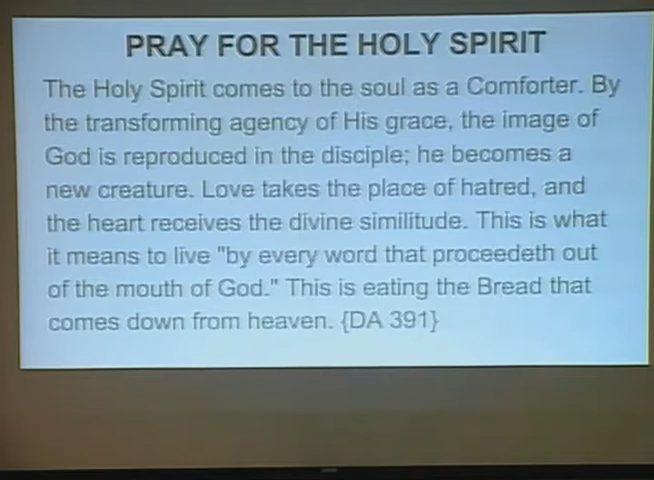 PRAY FOR THE HOLY SPIRIT
The Holy Spirit comes to the soul as a Comforter. By
the transforming agency of His grace, the image of
God is reproduced in the disciple; he becomes a
new creature. Love takes the place of hatred, and
the heart receives the divine similitude. This is what
it means to live "by every word that proceedeth out
of the mouth of God." This is eating the Bread that
comes down from heaven. {DA 391}